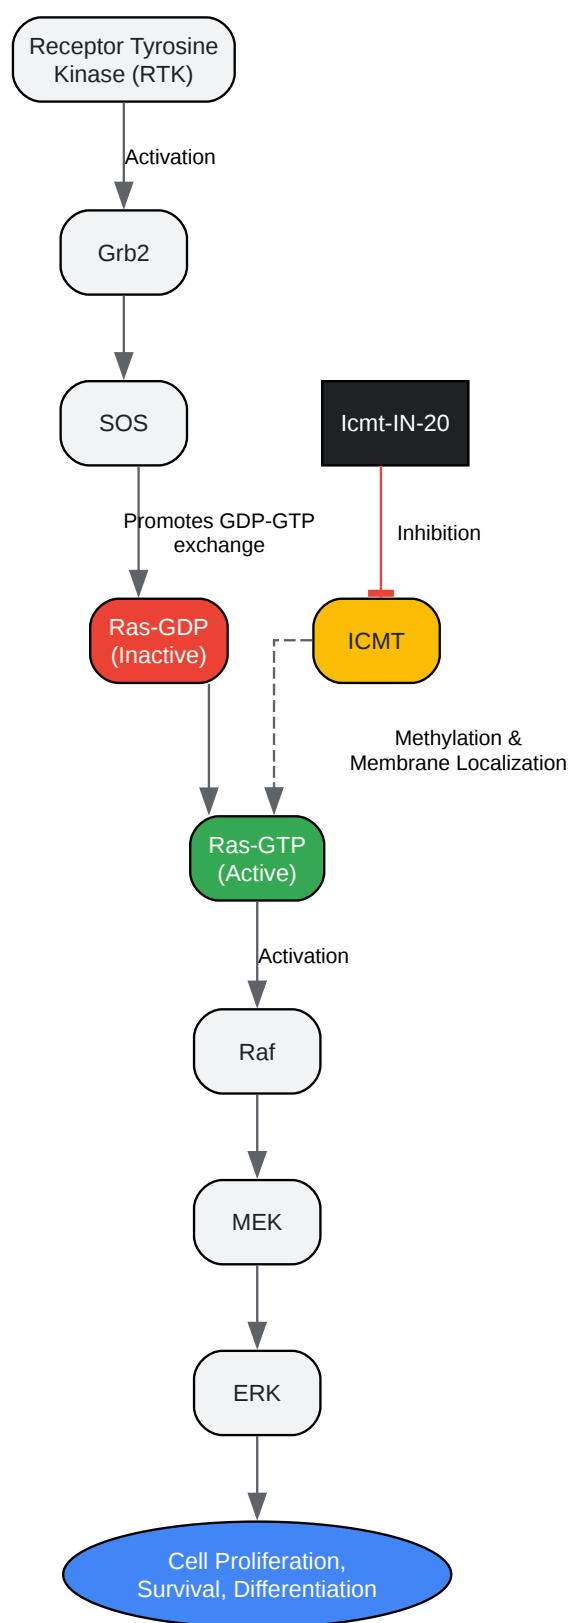 Receptor Tyrosine
Kinase (RTK)
Activation
Grb2
SOS
Icmt-IN-20
Promotes GDP-GTP
exchange
Inhibition
Ras-GDP
(Inactive)
ICMT
Methylation &
Membrane Localization
Ras-GTP
(Active)
Activation
Raf
MEK
ERK
Cell Proliferation,
Survival, Differentiation